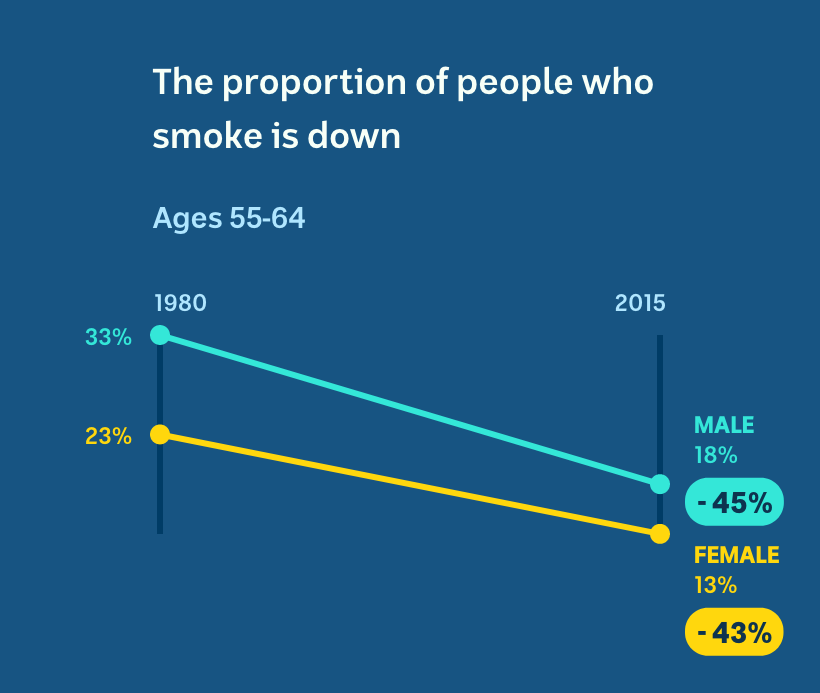 The proportion of people who
smoke is down
Ages 55-64
1980
2015
33%
23%
MALE
18%
- 45%
FEMALE
13%
- 43%